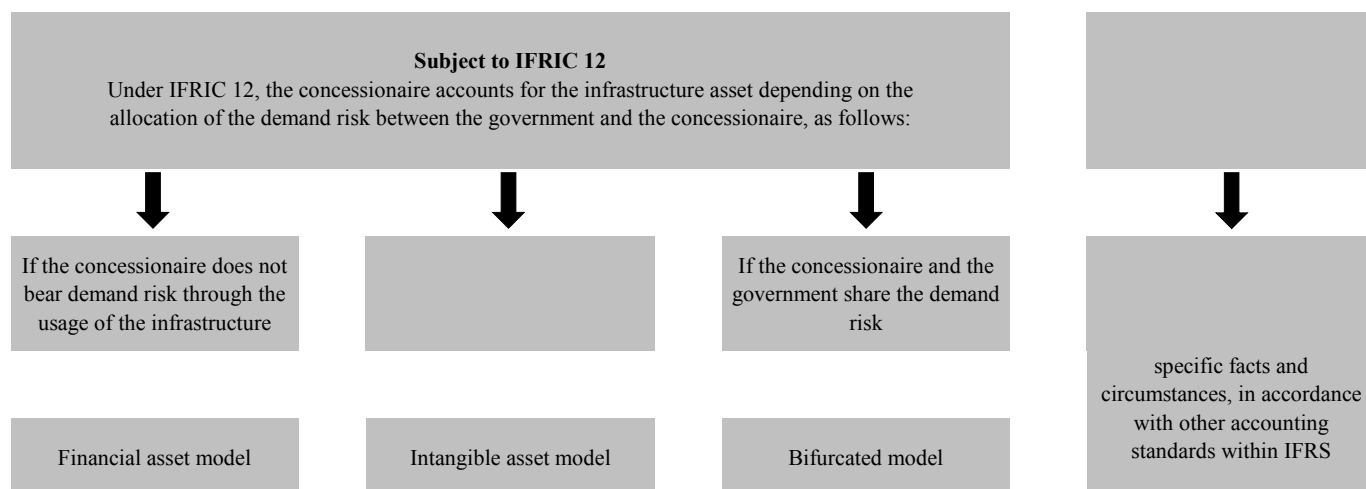 Subject to IFRIC 12
Under IFRIC 12, the concessionaire accounts for the infrastructure asset depending on the
allocation of the demand risk between the government and the concessionaire, as follows:
If the concessionaire does not
bear demand risk through the
usage of the infrastructure
If the concessionaire and the
government share the demand
risk
specific facts and
circumstances, in accordance
with other accounting
standards within IFRS
Financial asset model
Intangible asset model
Bifurcated model